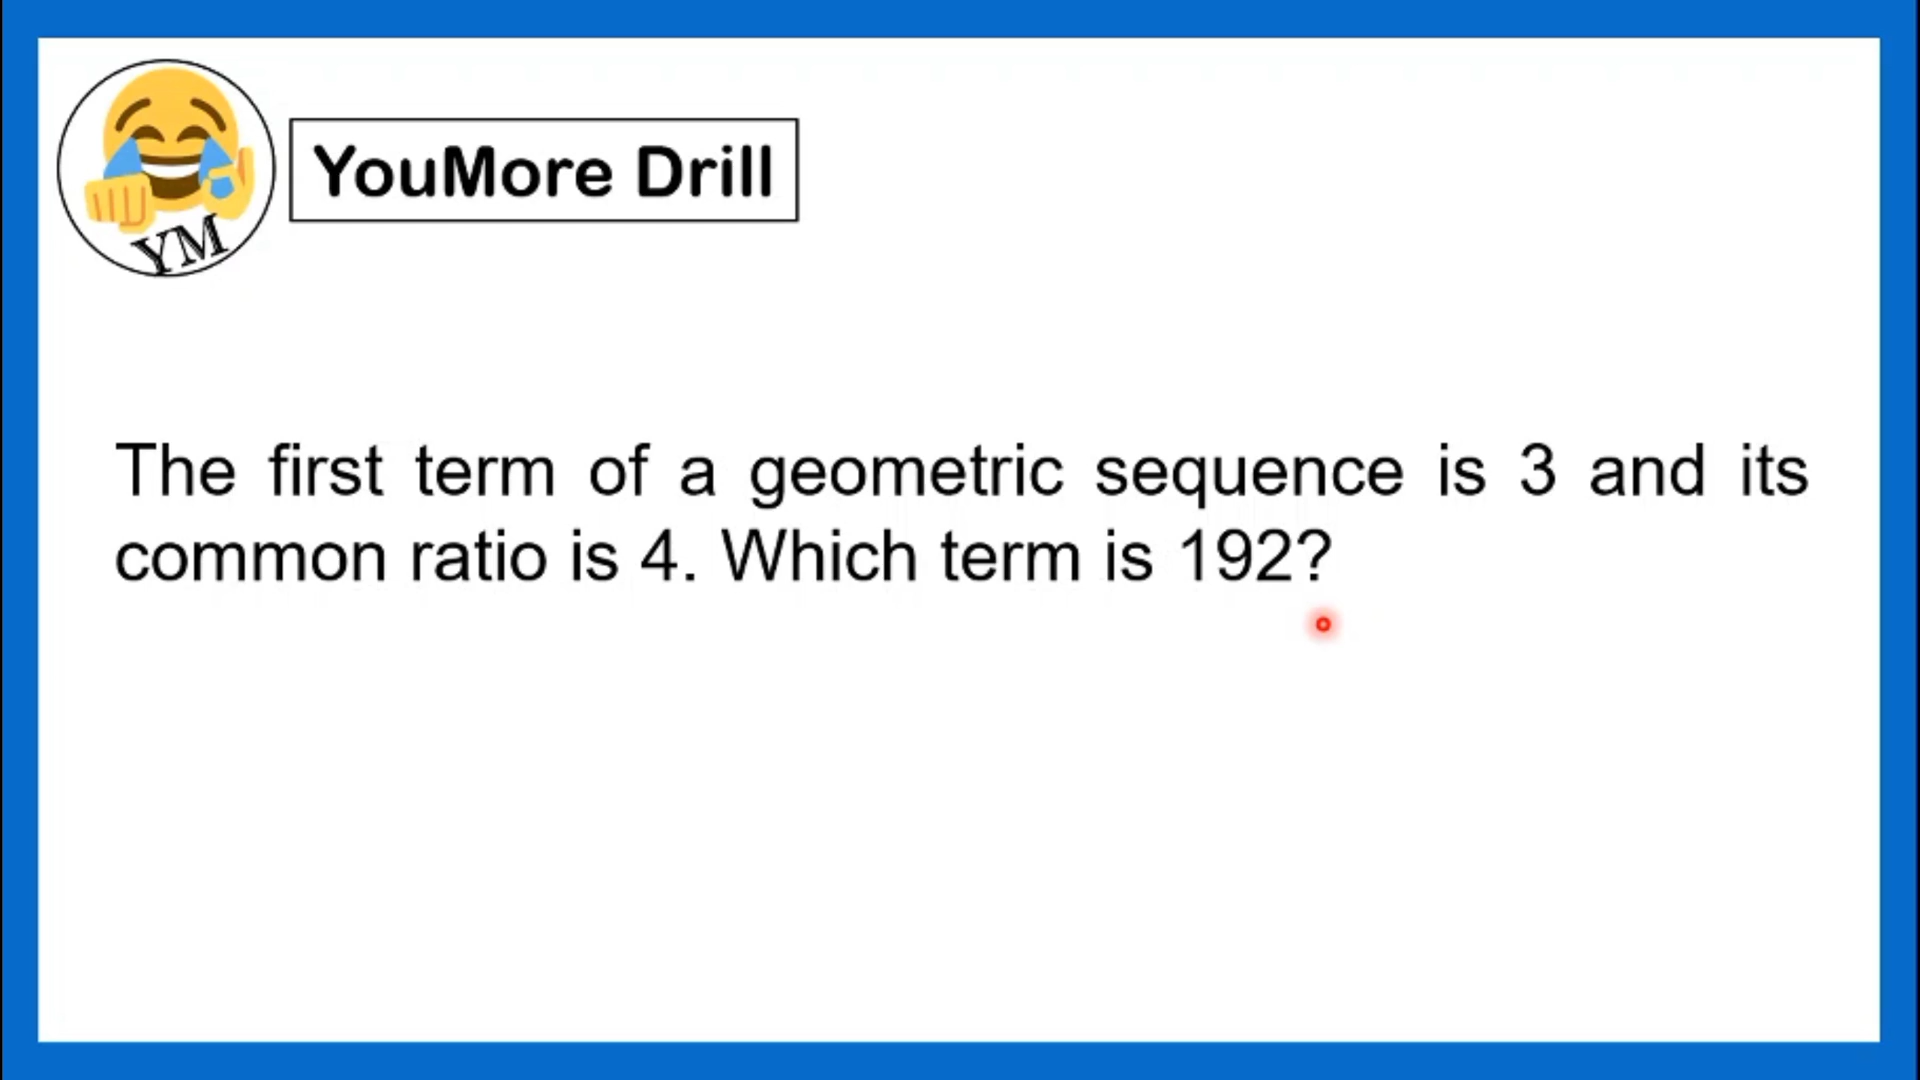 YM
YouMore Drill
The first term of a geometric sequence is 3 and its
common ratio is 4. Which term is 192?